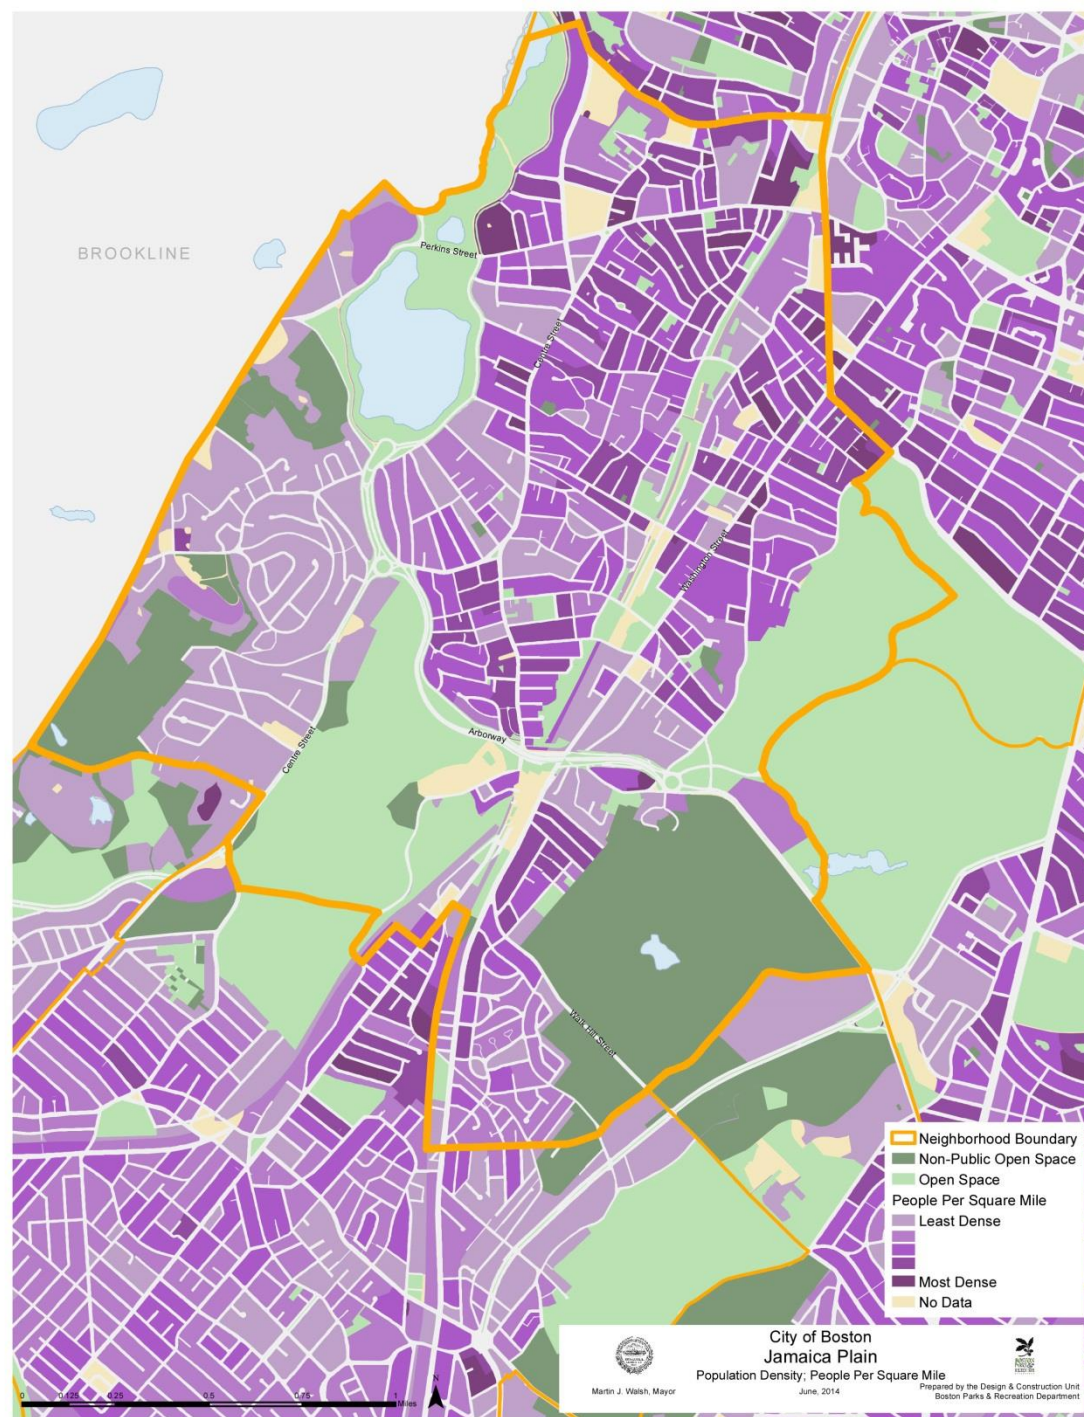 BROOKLINE
Perkins Street
Centre Street
Washington Street
Centre Street
Arborway
Walk Hill Street
Neighborhood Boundary
Non-Public Open Space
Open Space
People Per Square Mile
Least Dense
Most Dense
No Data
0 0.125 0.25 0.5 0.75 1
Miles
N
City of Boston
Jamaica Plain
Population Density; People Per Square Mile
Martin J. Walsh, Mayor
June, 2014
Prepared by the Design & Construction Unit
Boston Parks & Recreation Department